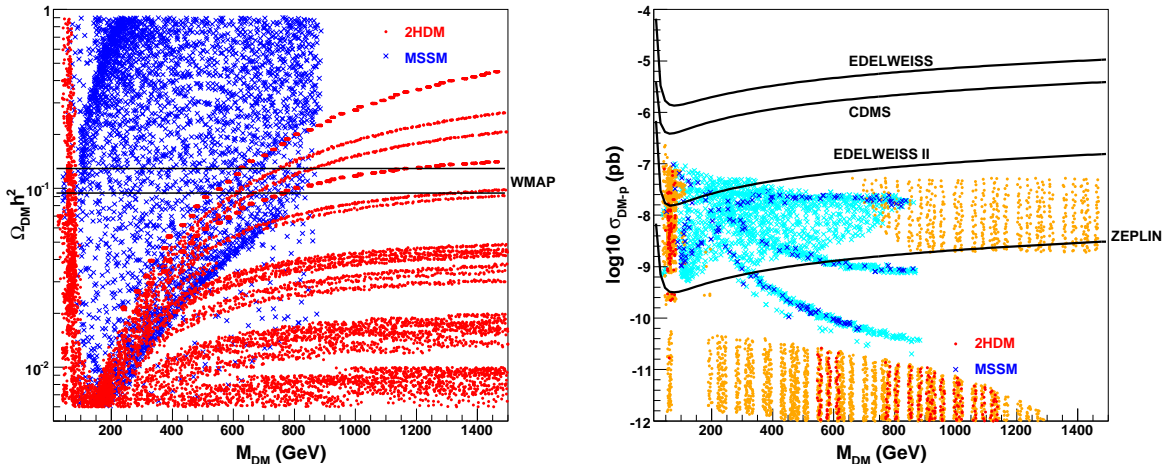 Ω_DM h²
1
10⁻¹
10⁻²
2HDM
MSSM
WMAP
200 400 600 800 1000 1200 1400
M_DM (GeV)
log10 σ_DM-p (pb)
-4
-5
-6
-7
-8
-9
-10
-11
-12
EDELWEISS
CDMS
EDELWEISS II
ZEPLIN
2HDM
MSSM
200 400 600 800 1000 1200 1400
M_DM (GeV)